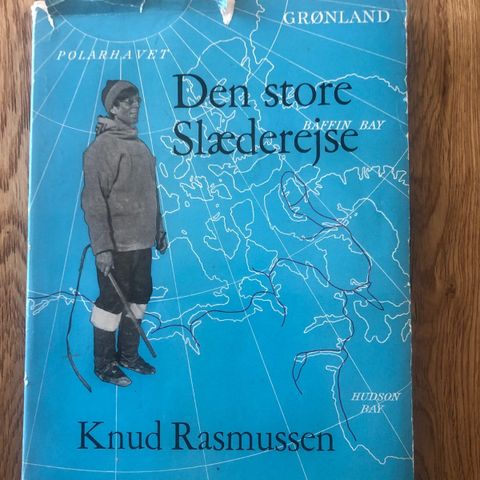 GRØNLAND
POLARHAVET
Den store
Slæderejse
BAFFIN BAY
HUDSON
BAY
Knud Rasmussen